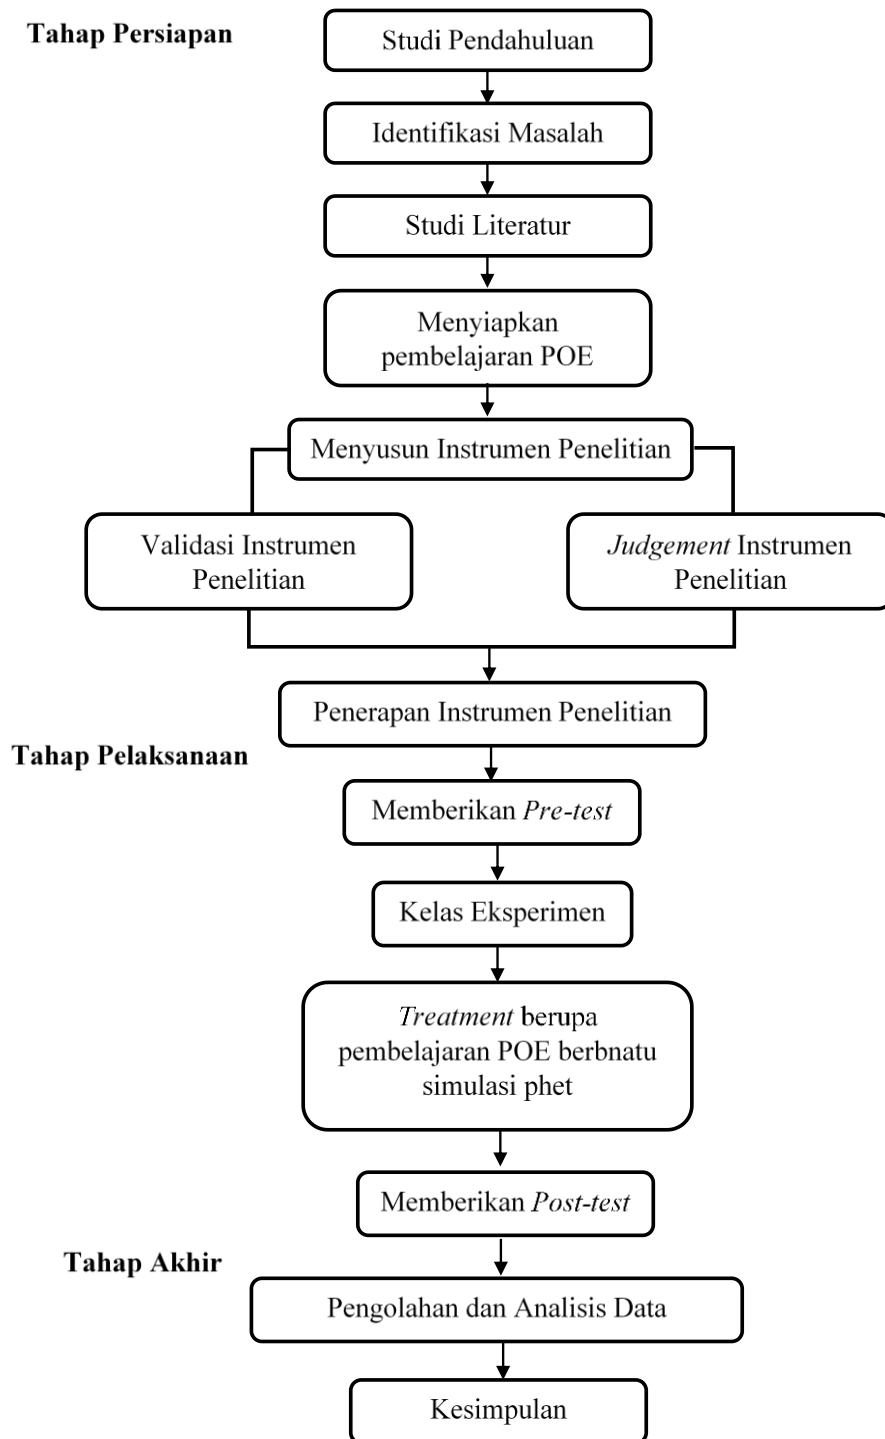 Tahap Persiapan
Studi Pendahuluan
Identifikasi Masalah
Studi Literatur
Menyiapkan
pembelajaran POE
Menyusun Instrumen Penelitian
Validasi Instrumen
Penelitian
Judgement Instrumen
Penelitian
Penerapan Instrumen Penelitian
Tahap Pelaksanaan
Memberikan Pre-test
Kelas Eksperimen
Treatment berupa
pembelajaran POE berbnatu
simulasi phet
Memberikan Post-test
Tahap Akhir
Pengolahan dan Analisis Data
Kesimpulan